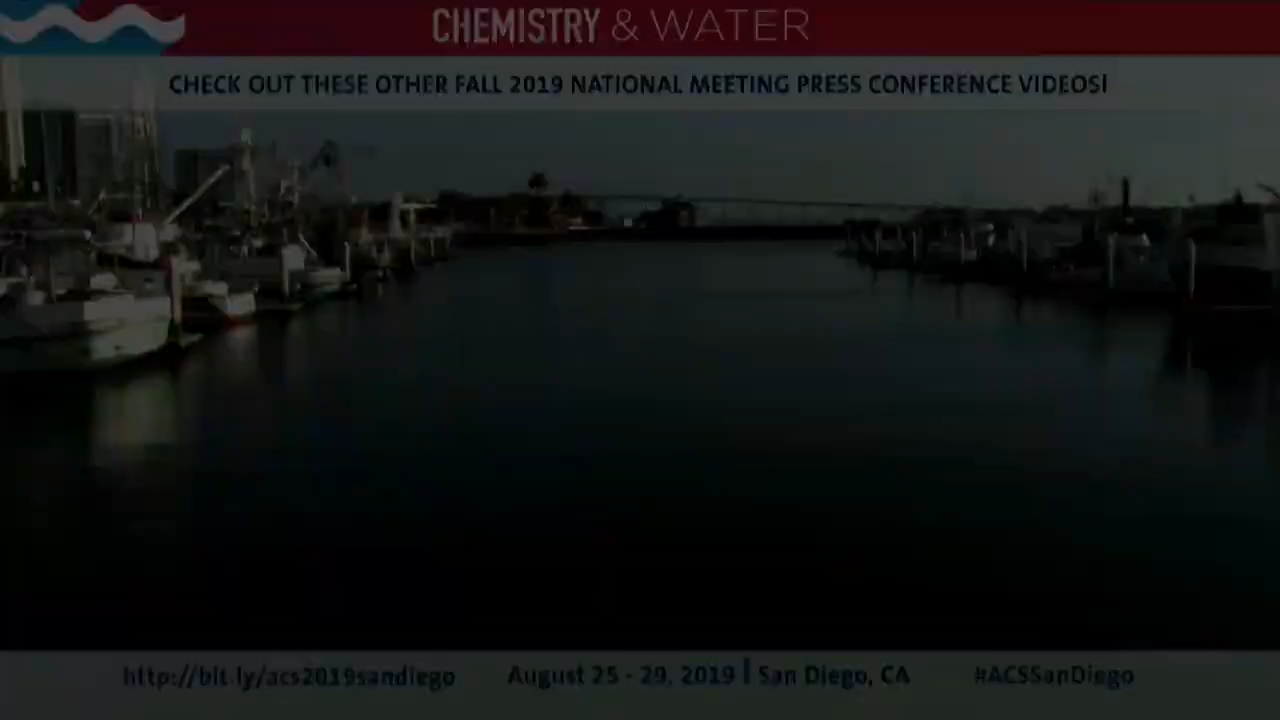 CHEMISTRY & WATER
CHECK OUT THESE OTHER FALL 2019 NATIONAL MEETING PRESS CONFERENCE VIDEOS!
http://bit.ly/acs2019sandiego August 25 - 29, 2019 | San Diego, CA #ACSSanDiego